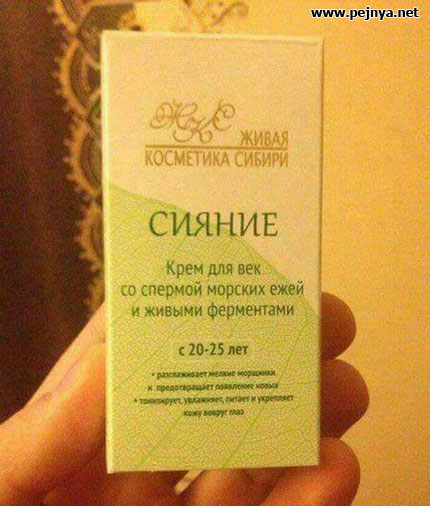 www.pejnya.net
ЖКС ЖИВАЯ
КОСМЕТИКА СИБИРИ
СИЯНИЕ
Крем для век
со спермой морских ежей
и живыми ферментами
с 20-25 лет
• разглаживает мелкие морщинки
и предотвращает появление новых
• тонизирует, увлажняет, питает и укрепляет
кожу вокруг глаз